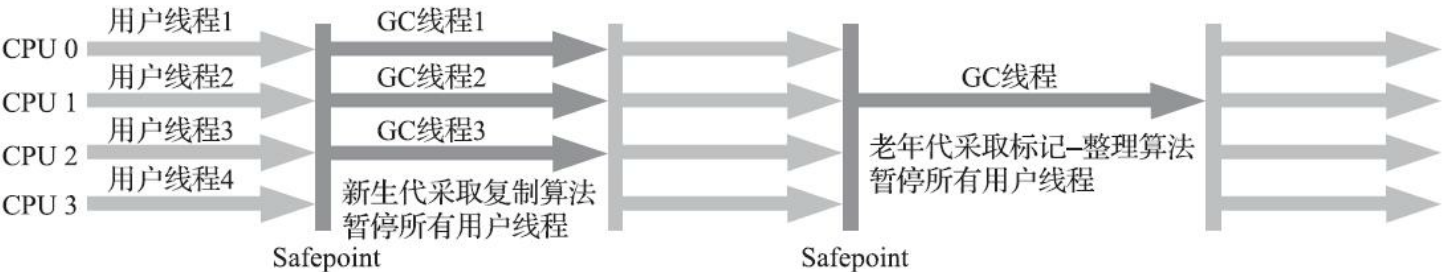 用户线程1
GC线程1
CPU 0
用户线程2
GC线程2
GC线程
CPU 1
用户线程3
GC线程3
CPU 2
老年代采取标记–整理算法
暂停所有用户线程
用户线程4
CPU 3
新生代采取复制算法
暂停所有用户线程
Safepoint
Safepoint